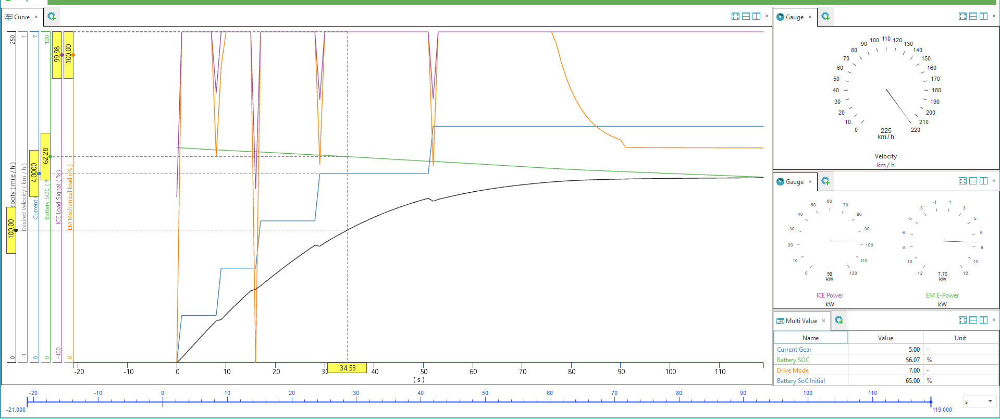 Curve ×
250.
1.
7.
100.
99.98
100.00
62.28
4.0000
100.00
elocity ( mile / h )
Desired Velocity ( km / h )
Current
Battery SOC ( %
ICE Load Signal ( % )
EM Mechanical load ( % )
0.
-1.
0.
0.
-100.
0.
-20 -10 0 10 20 30 34.53 40 50 60 70 80 90 100 110
( s )
-20 -10 0 10 20 30 40 50 60 70 80 90 100 110
-21.000 119.000
s
Gauge ×
0 10 20 30 40 50 60 70 80 90 100 110 120 130 140 150 160 170 180 190 200 210 220
225
km / h
Velocity
km / h
Gauge ×
0 10 20 30 40 50 60 70 80 90 100 110 120
98
kW
ICE Power
kW
-12 -10 -8 -6 -5 -3 -1 1 3 5 6 8 10 12
7.70
kW
EM E-Power
kW
Multi Value ×
Name Value Unit
Current Gear 5.00 -
Battery SOC 56.07 %
Drive Mode 7.00 -
Battery SoC Initial 65.00 %